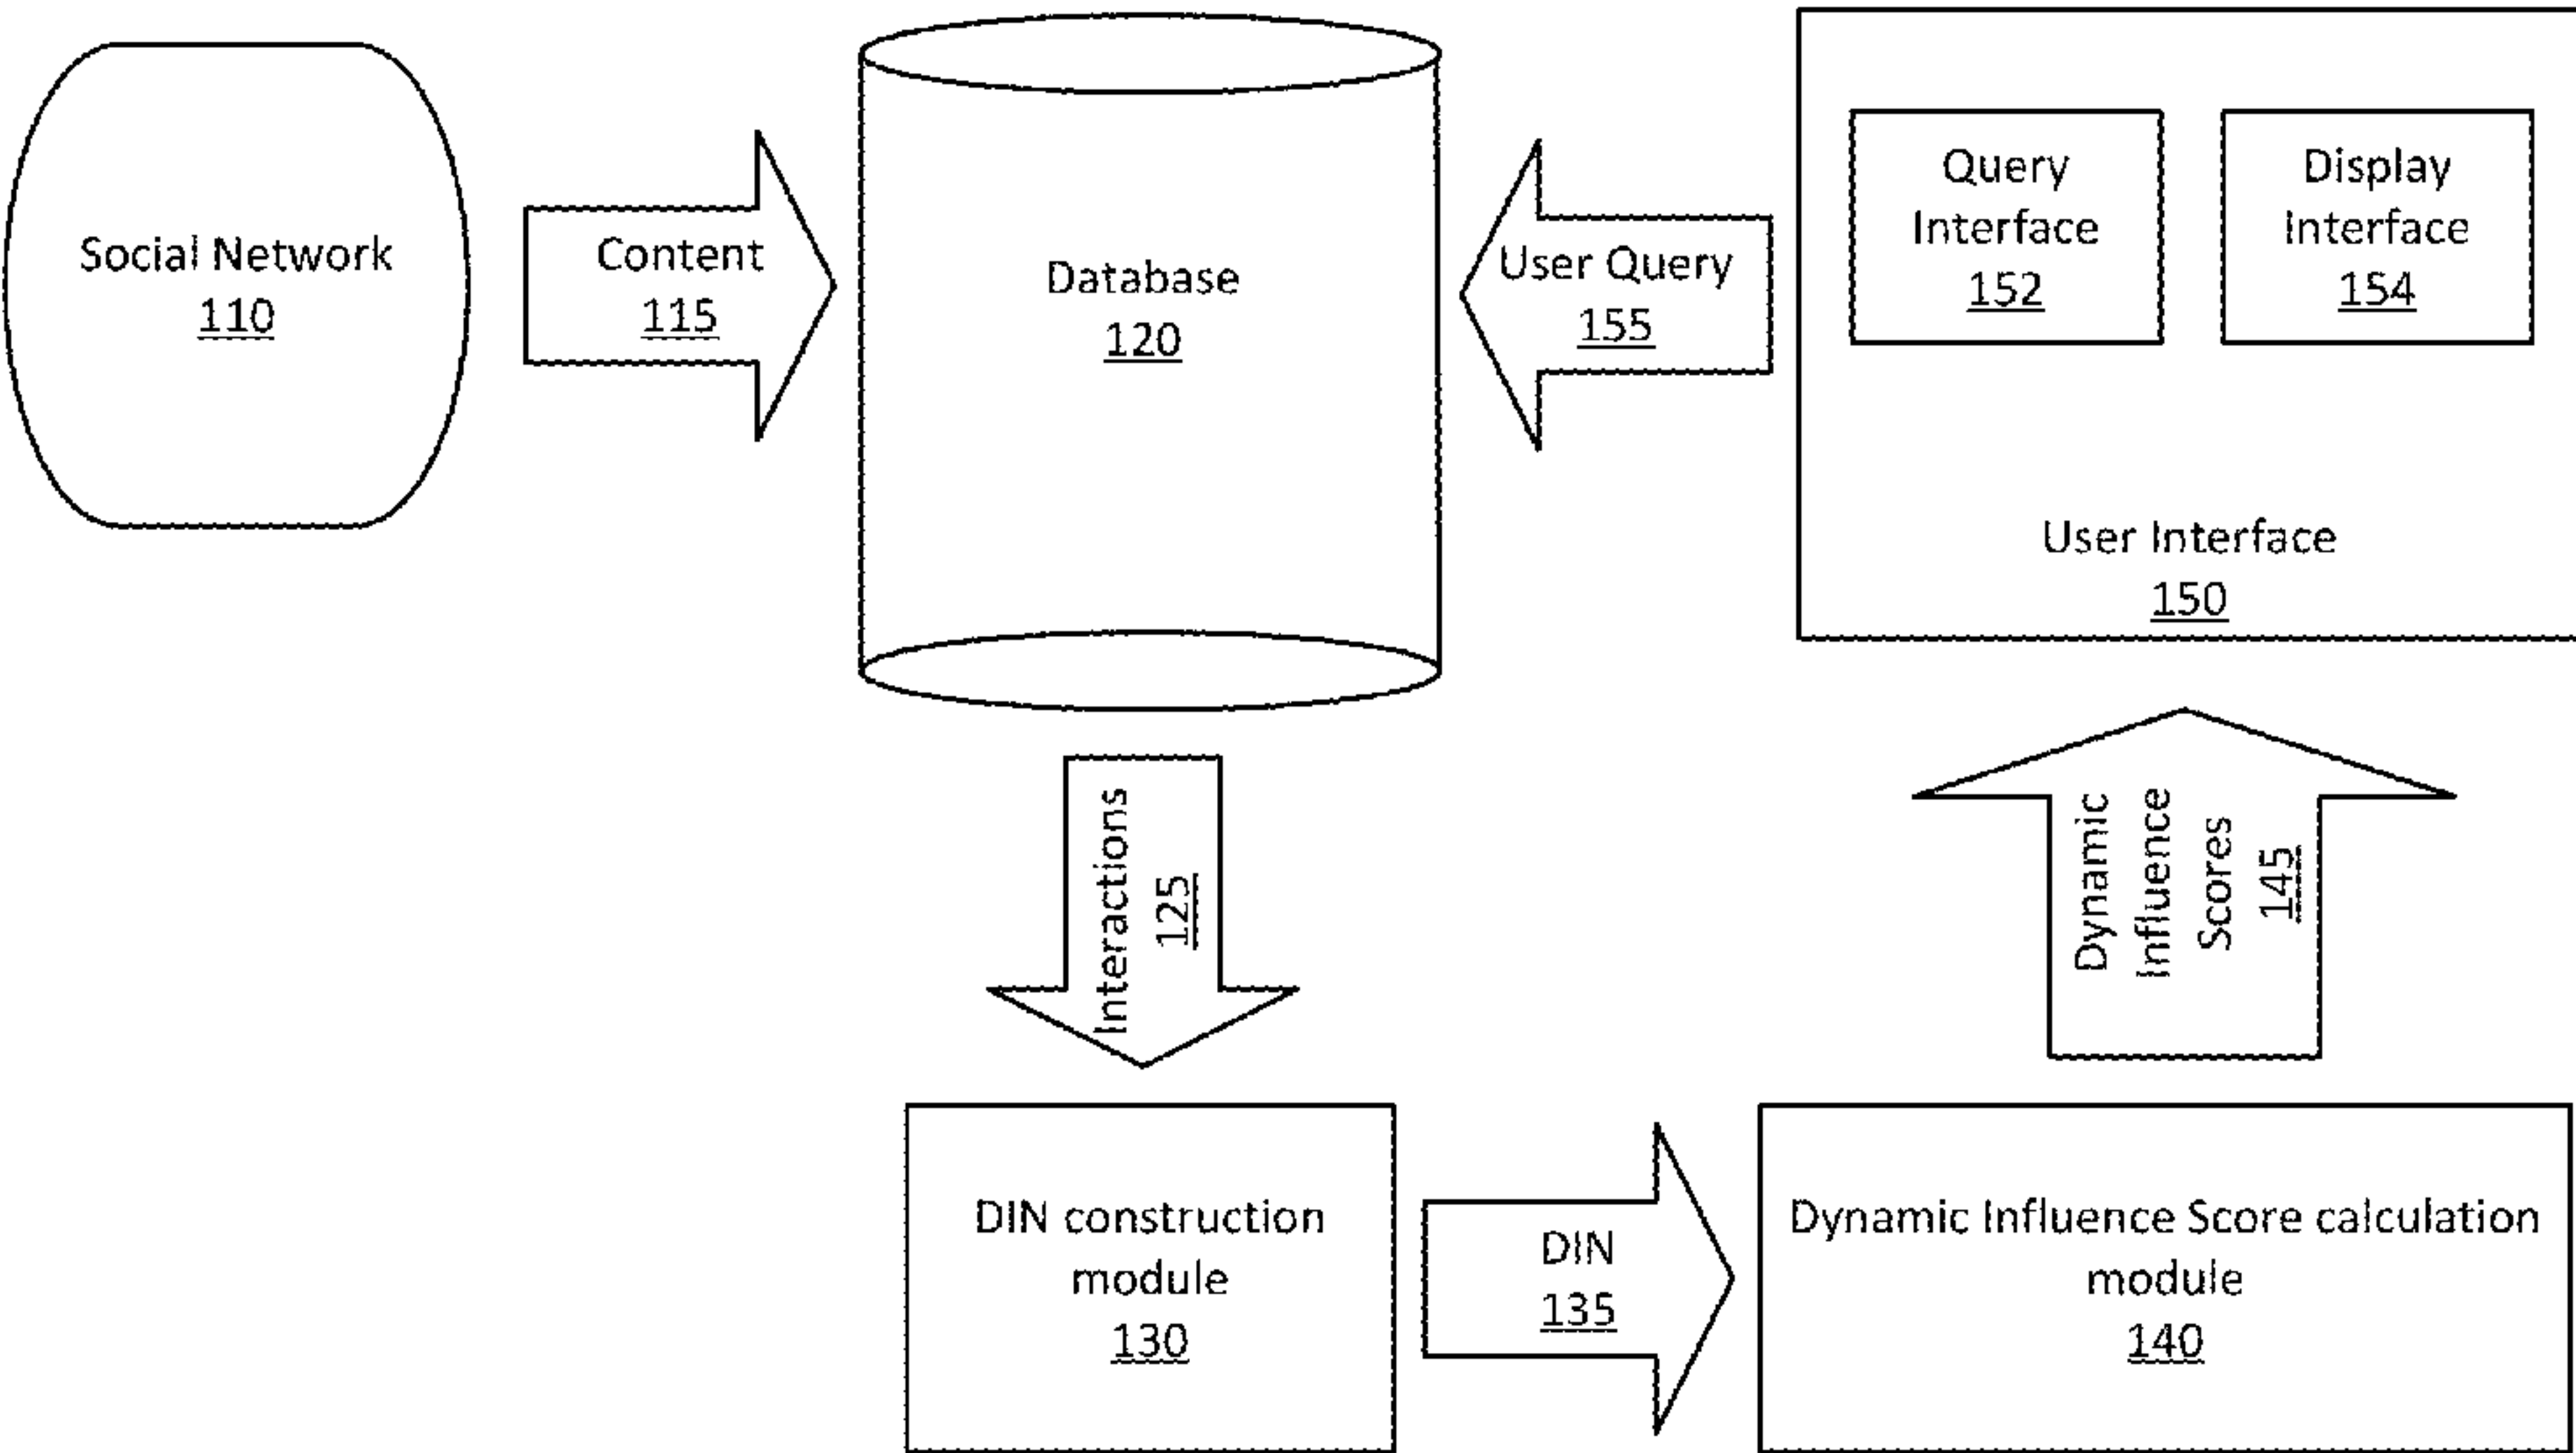 Social Network
110
Content
115
Database
120
User Query
155
Query
Interface
152
Display
Interface
154
User Interface
150
Interactions
125
Dynamic
Influence
Scores
145
DIN construction
module
130
DIN
135
Dynamic Influence Score calculation
module
140